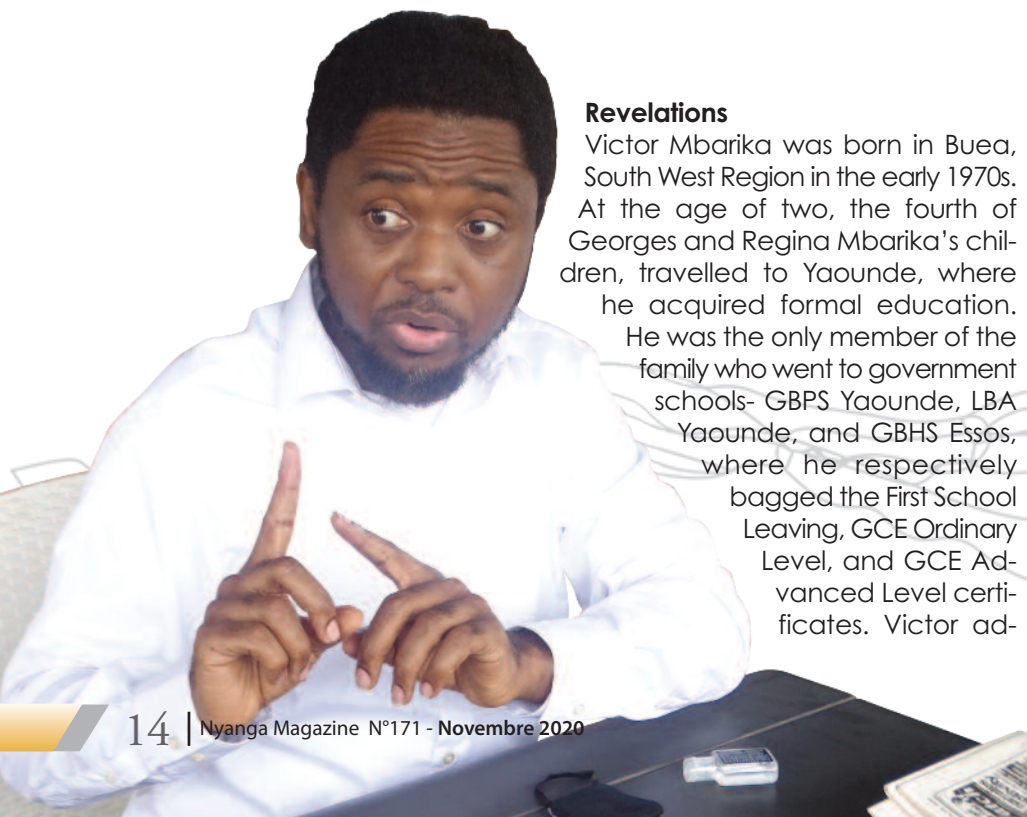 Revelations
Victor Mbarika was born in Buea,
South West Region in the early 1970s.
At the age of two, the fourth of
Georges and Regina Mbarika's chil-
dren, travelled to Yaounde, where
he acquired formal education.
He was the only member of the
family who went to government
schools- GBPS Yaounde, LBA
Yaounde, and GBHS Essos,
where he respectively
bagged the First School
Leaving, GCE Ordinary
Level, and GCE Ad-
vanced Level certi-
ficates. Victor ad-
14 | Nyanga Magazine N°171 - Novembre 2020